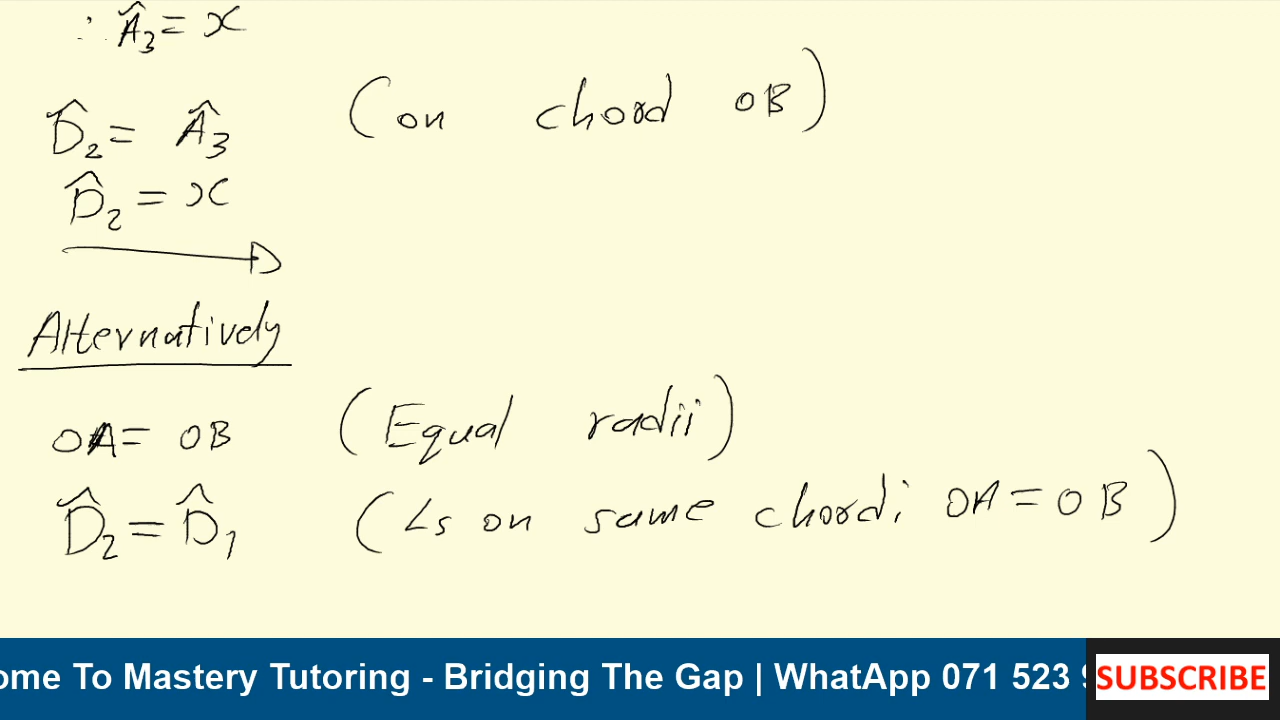 ∴ Â₃ = x
D̂₂ = Â₃ (on chord OB)
D̂₂ = x
Alternatively
OA = OB (Equal radii)
D̂₂ = D̂₁ (∠s on same chord; OA = OB)
ome To Mastery Tutoring - Bridging The Gap | WhatApp 071 523
SUBSCRIBE